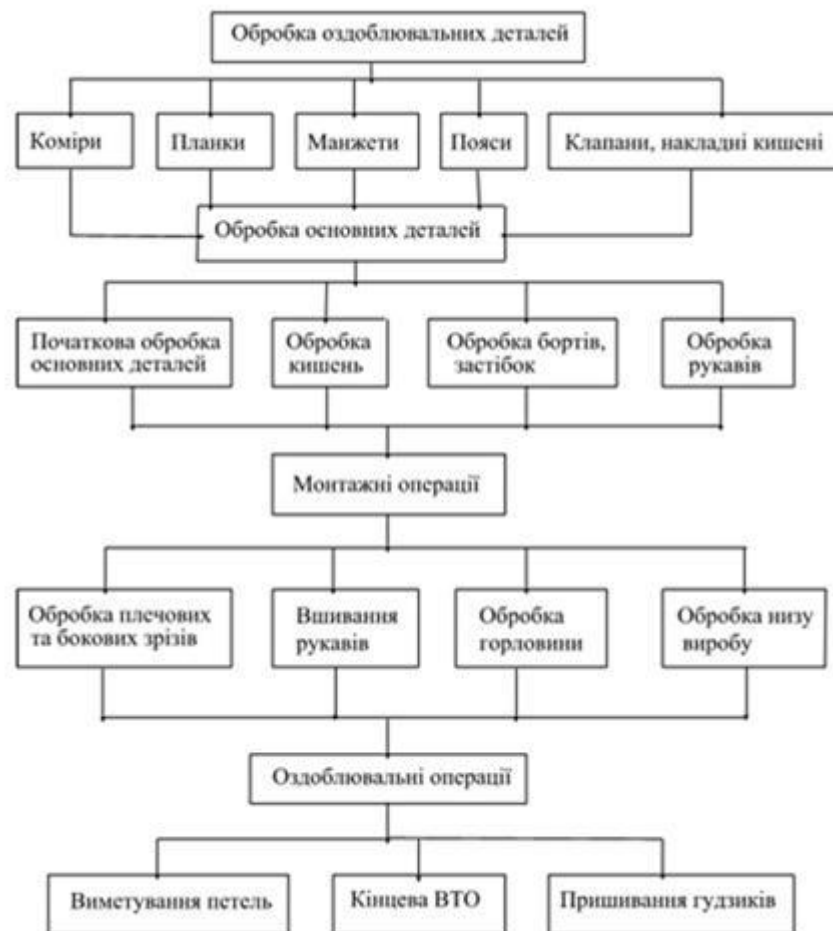 Обробка оздоблювальних деталей
Коміри
Планки
Манжети
Пояси
Клапани, накладні кишені
Обробка основних деталей
Початкова обробка
основних деталей
Обробка
кишень
Обробка бортів,
застібок
Обробка
рукавів
Монтажні операції
Обробка плечових
та бокових зрізів
Вшивання
рукавів
Обробка
горловини
Обробка низу
виробу
Оздоблювальні операції
Виметування петель
Кінцева ВТО
Пришивання гудзиків